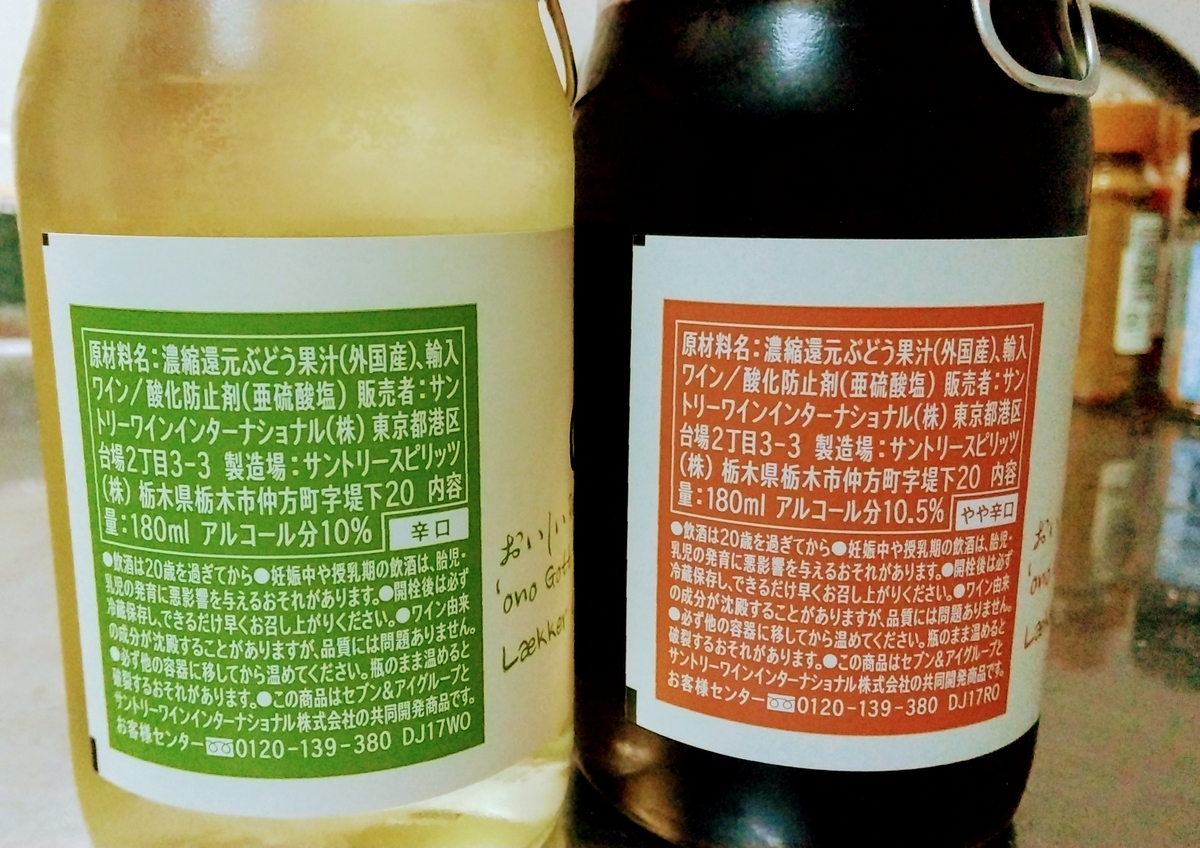 原材料名：濃縮還元ぶどう果汁(外国産)、輸入
ワイン/酸化防止剤(亜硫酸塩) 販売者：サン
トリーワインインターナショナル(株) 東京都港区
台場2丁目3-3 製造場：サントリースピリッツ
(株) 栃木県栃木市仲方町字堤下20 内容
量：180ml アルコール分10% 辛口
●飲酒は20歳を過ぎてから●妊娠中や授乳期の飲酒は、胎児・
乳児の発育に悪影響を与えるおそれがあります。●開栓後は必ず
冷蔵保存し、できるだけ早くお召し上がりください。●ワイン由来
の成分が沈殿することがありますが、品質には問題ありません。
●必ず他の容器に移してから温めてください。瓶のまま温めると
破裂するおそれがあります。●この商品はセブン&アイグループと
サントリーワインインターナショナル株式会社の共同開発商品です。
お客様センター 0120-139-380 DJ17WO
おいし
'ono Gott
Lækker
原材料名：濃縮還元ぶどう果汁(外国産)、輸入
ワイン/酸化防止剤(亜硫酸塩) 販売者：サン
トリーワインインターナショナル(株) 東京都港区
台場2丁目3-3 製造場：サントリースピリッツ
(株) 栃木県栃木市仲方町字堤下20 内容
量：180ml アルコール分10.5% やや辛口
●飲酒は20歳を過ぎてから●妊娠中や授乳期の飲酒は、胎児・
乳児の発育に悪影響を与えるおそれがあります。●開栓後は必ず
冷蔵保存し、できるだけ早くお召し上がりください。●ワイン由来
の成分が沈殿することがありますが、品質には問題ありません。
●必ず他の容器に移してから温めてください。瓶のまま温めると
破裂するおそれがあります。●この商品はセブン&アイグループと
サントリーワインインターナショナル株式会社の共同開発商品です。
お客様センター 0120-139-380 DJ17RO
おい
'ono